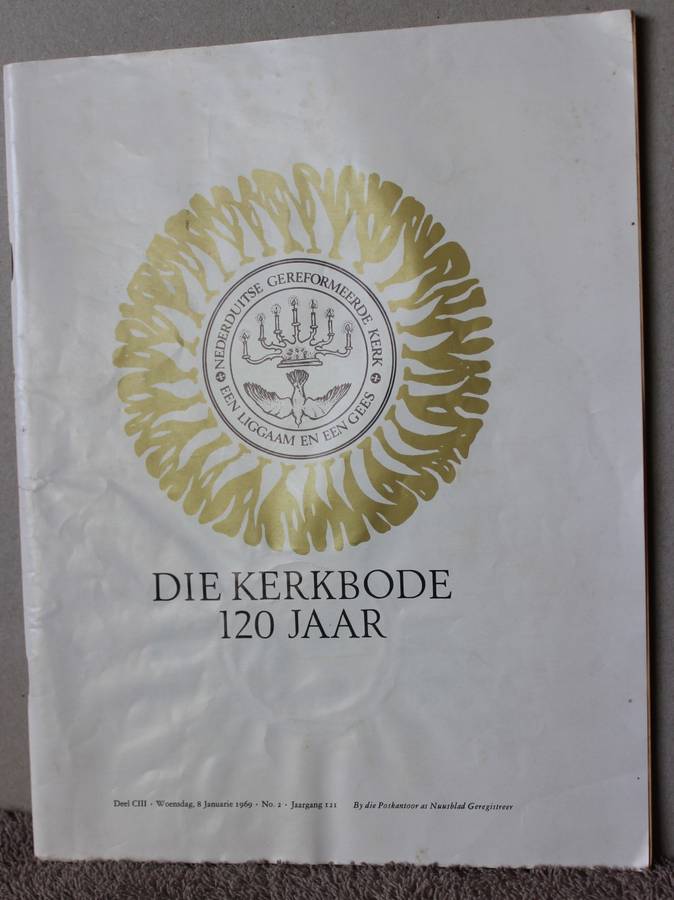 NEDERDUITSE GEREFORMEERDE KERK
EEN LIGGAAM EN EEN GEES
DIE KERKBODE
120 JAAR
Deel CIII · Woensdag, 8 Januarie 1969 · No. 2 · Jaargang 121 By die Poskantoor as Nuusblad Geregistreer